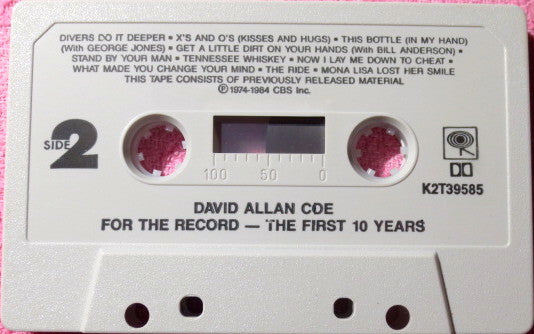 DIVERS DO IT DEEPER • X'S AND O'S (KISSES AND HUGS) • THIS BOTTLE (IN MY HAND)
(With GEORGE JONES) • GET A LITTLE DIRT ON YOUR HANDS (With BILL ANDERSON) •
STAND BY YOUR MAN • TENNESSEE WHISKEY • NOW I LAY ME DOWN TO CHEAT •
WHAT MADE YOU CHANGE YOUR MIND • THE RIDE • MONA LISA LOST HER SMILE
THIS TAPE CONSISTS OF PREVIOUSLY RELEASED MATERIAL
Ⓟ 1974-1984 CBS Inc.
SIDE 2
100 50 0
K2T39585
DAVID ALLAN COE
FOR THE RECORD — THE FIRST 10 YEARS